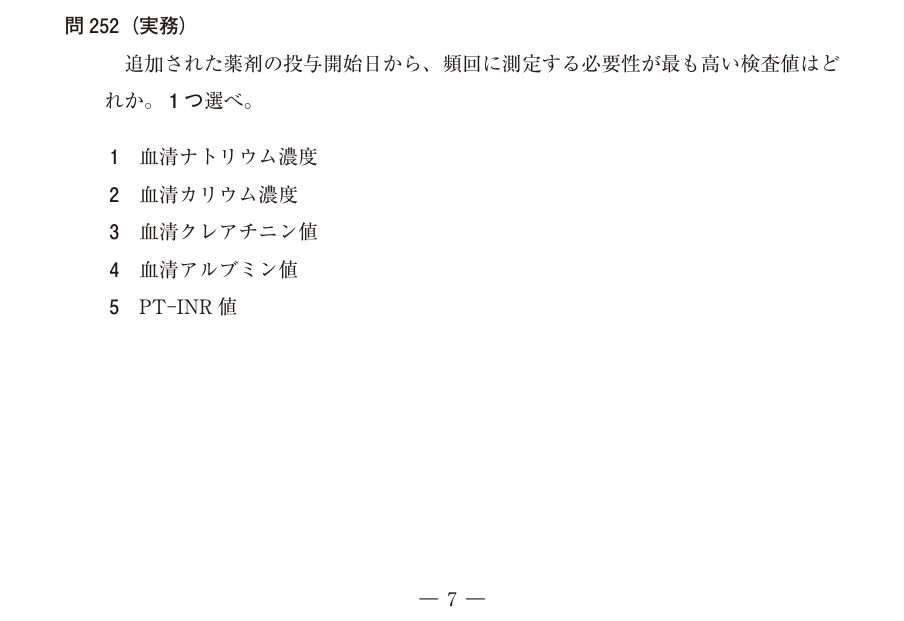 問 252（実務）
追加された薬剤の投与開始日から、頻回に測定する必要性が最も高い検査値はど
れか。1つ選べ。
1 血清ナトリウム濃度
2 血清カリウム濃度
3 血清クレアチニン値
4 血清アルブミン値
5 PT-INR 値
— 7 —